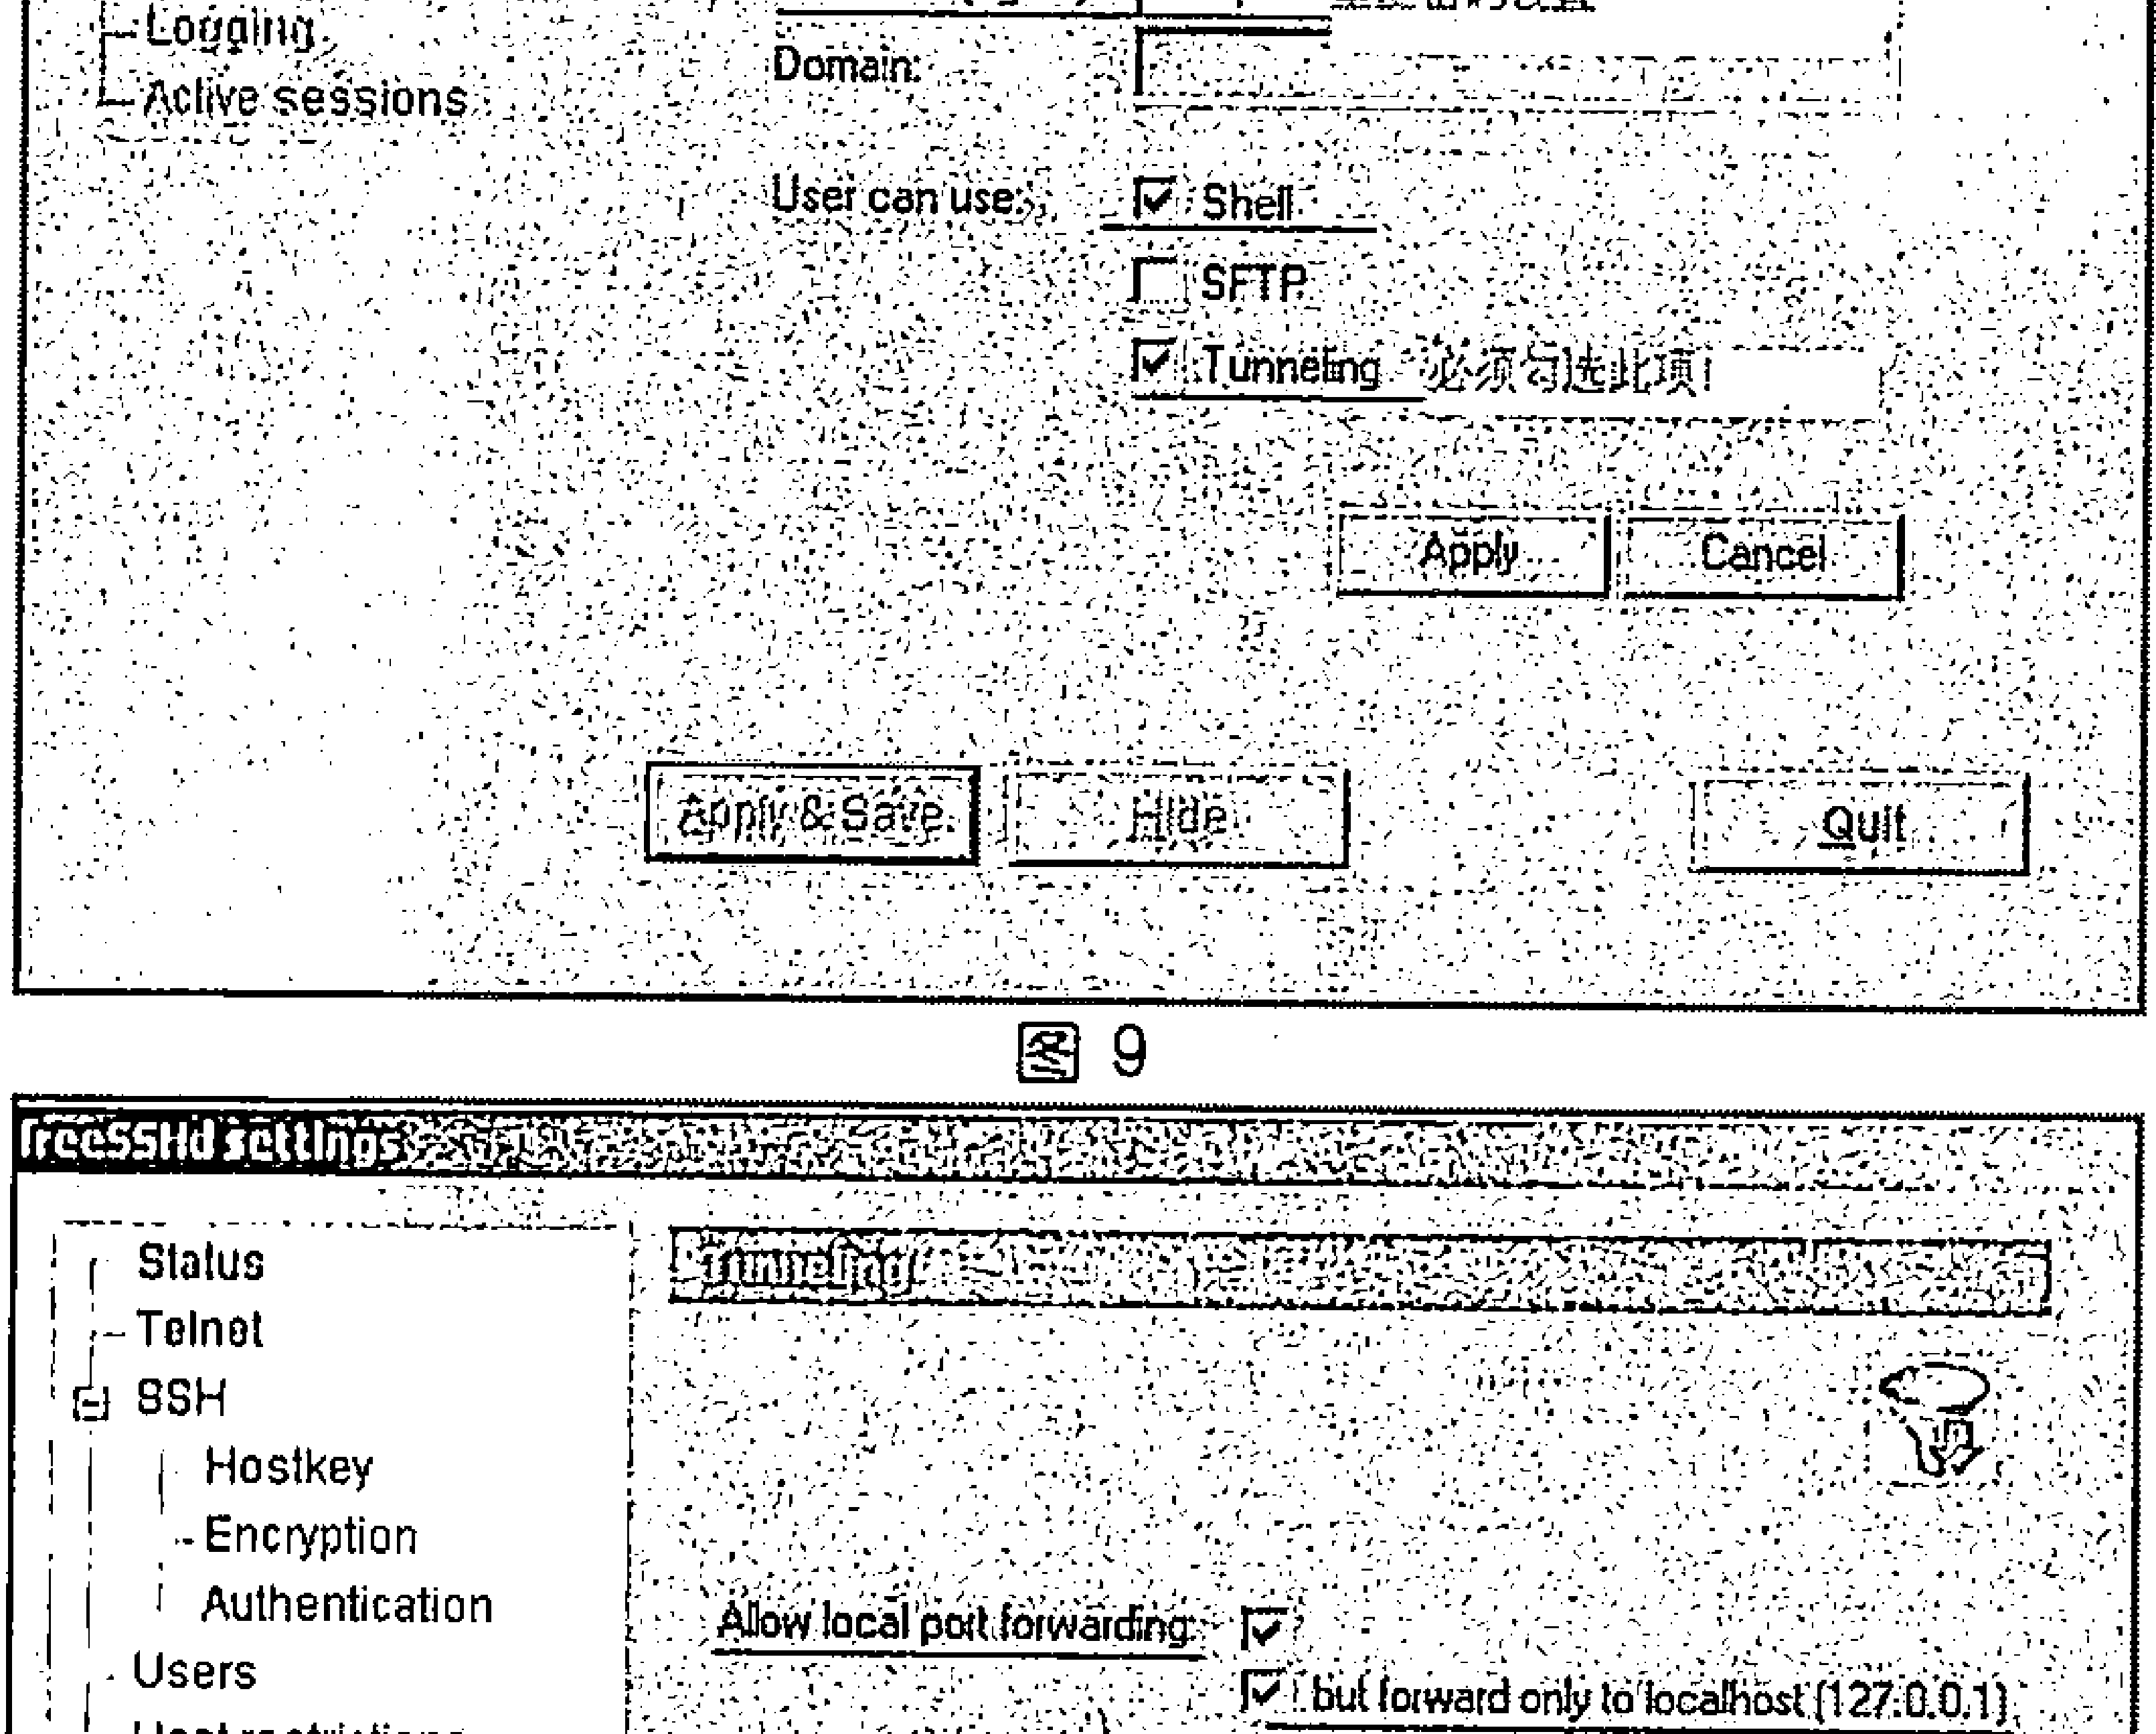 Logging
Active sessions
Domain:
User can use:
Shell
SFTP
Tunneling 必须勾选此项!
Apply
Cancel
Apply & Save
Hide
Quit
图 9
freeSSHd settings
Status
Telnet
SSH
Hostkey
Encryption
Authentication
Users
Tunneling
Allow local port forwarding:
but forward only to localhost (127.0.0.1)